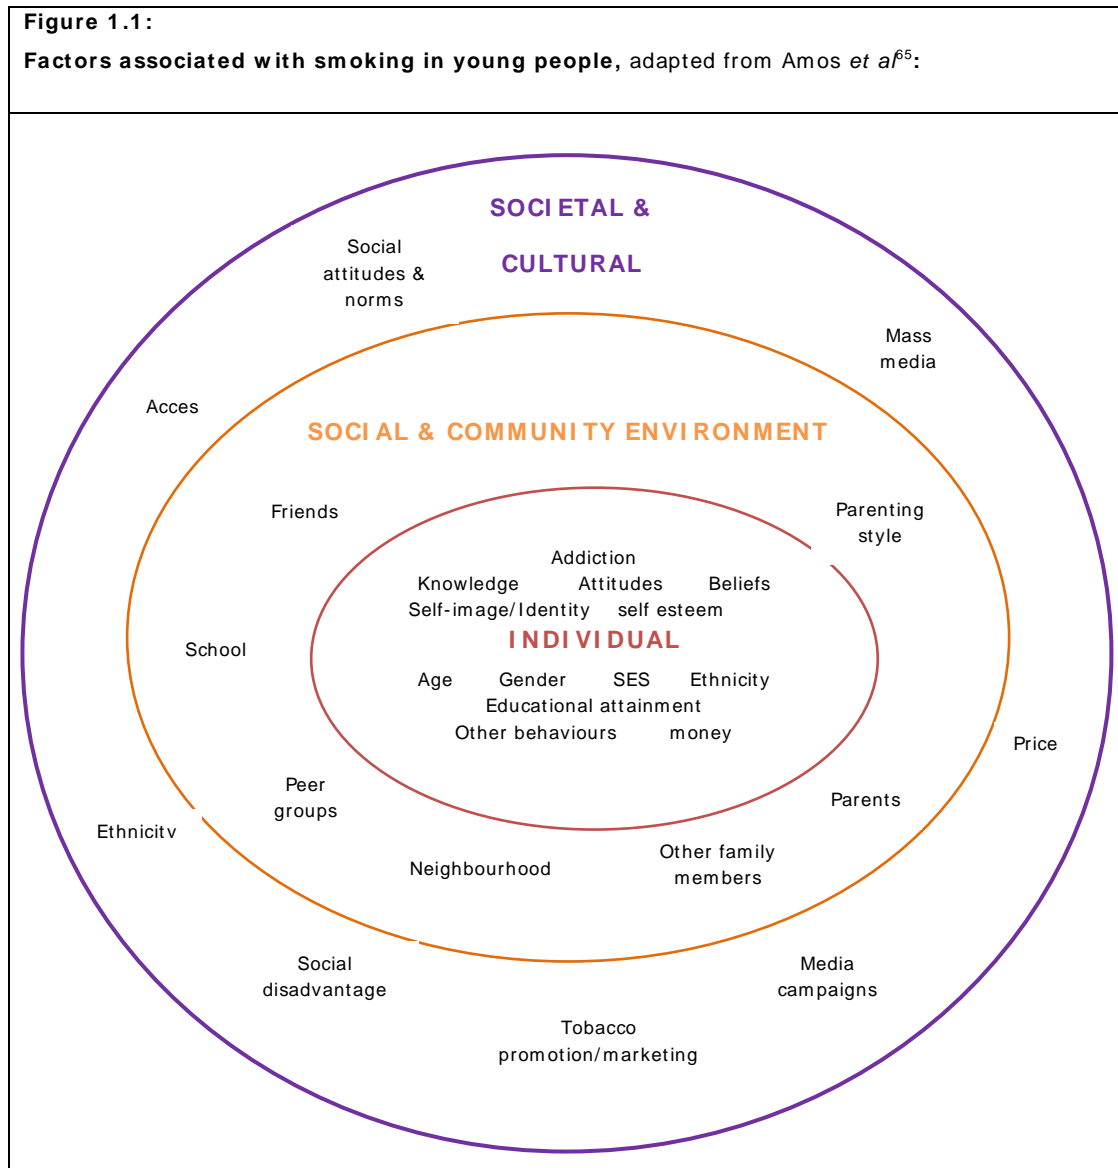 Figure 1.1:
Factors associated with smoking in young people, adapted from Amos et al65:
SOCIETAL &
CULTURAL
Social
attitudes &
norms
Mass
media
Acces
SOCIAL & COMMUNITY ENVIRONMENT
Friends
Parenting
style
Addiction
Knowledge Attitudes Beliefs
Self-image/Identity self esteem
INDIVIDUAL
School
Age Gender SES Ethnicity
Educational attainment
Other behaviours money
Price
Peer
groups
Parents
Ethnicity
Neighbourhood
Other family
members
Social
disadvantage
Media
campaigns
Tobacco
promotion/marketing